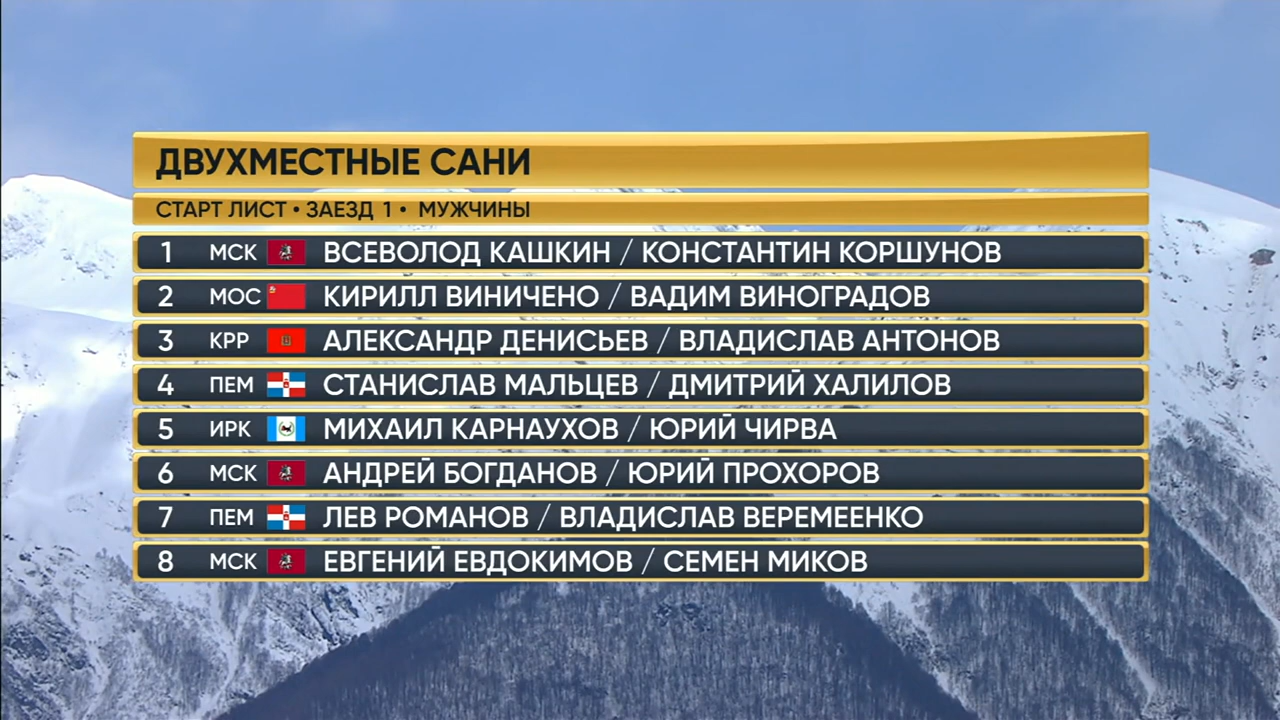 ДВУХМЕСТНЫЕ САНИ
СТАРТ ЛИСТ • ЗАЕЗД 1 • МУЖЧИНЫ
1 МСК ВСЕВОЛОД КАШКИН / КОНСТАНТИН КОРШУНОВ
2 МОС КИРИЛЛ ВИНИЧЕНО / ВАДИМ ВИНОГРАДОВ
3 КРР АЛЕКСАНДР ДЕНИСЬЕВ / ВЛАДИСЛАВ АНТОНОВ
4 ПЕМ СТАНИСЛАВ МАЛЬЦЕВ / ДМИТРИЙ ХАЛИЛОВ
5 ИРК МИХАИЛ КАРНАУХОВ / ЮРИЙ ЧИРВА
6 МСК АНДРЕЙ БОГДАНОВ / ЮРИЙ ПРОХОРОВ
7 ПЕМ ЛЕВ РОМАНОВ / ВЛАДИСЛАВ ВЕРЕМЕЕНКО
8 МСК ЕВГЕНИЙ ЕВДОКИМОВ / СЕМЕН МИКОВ